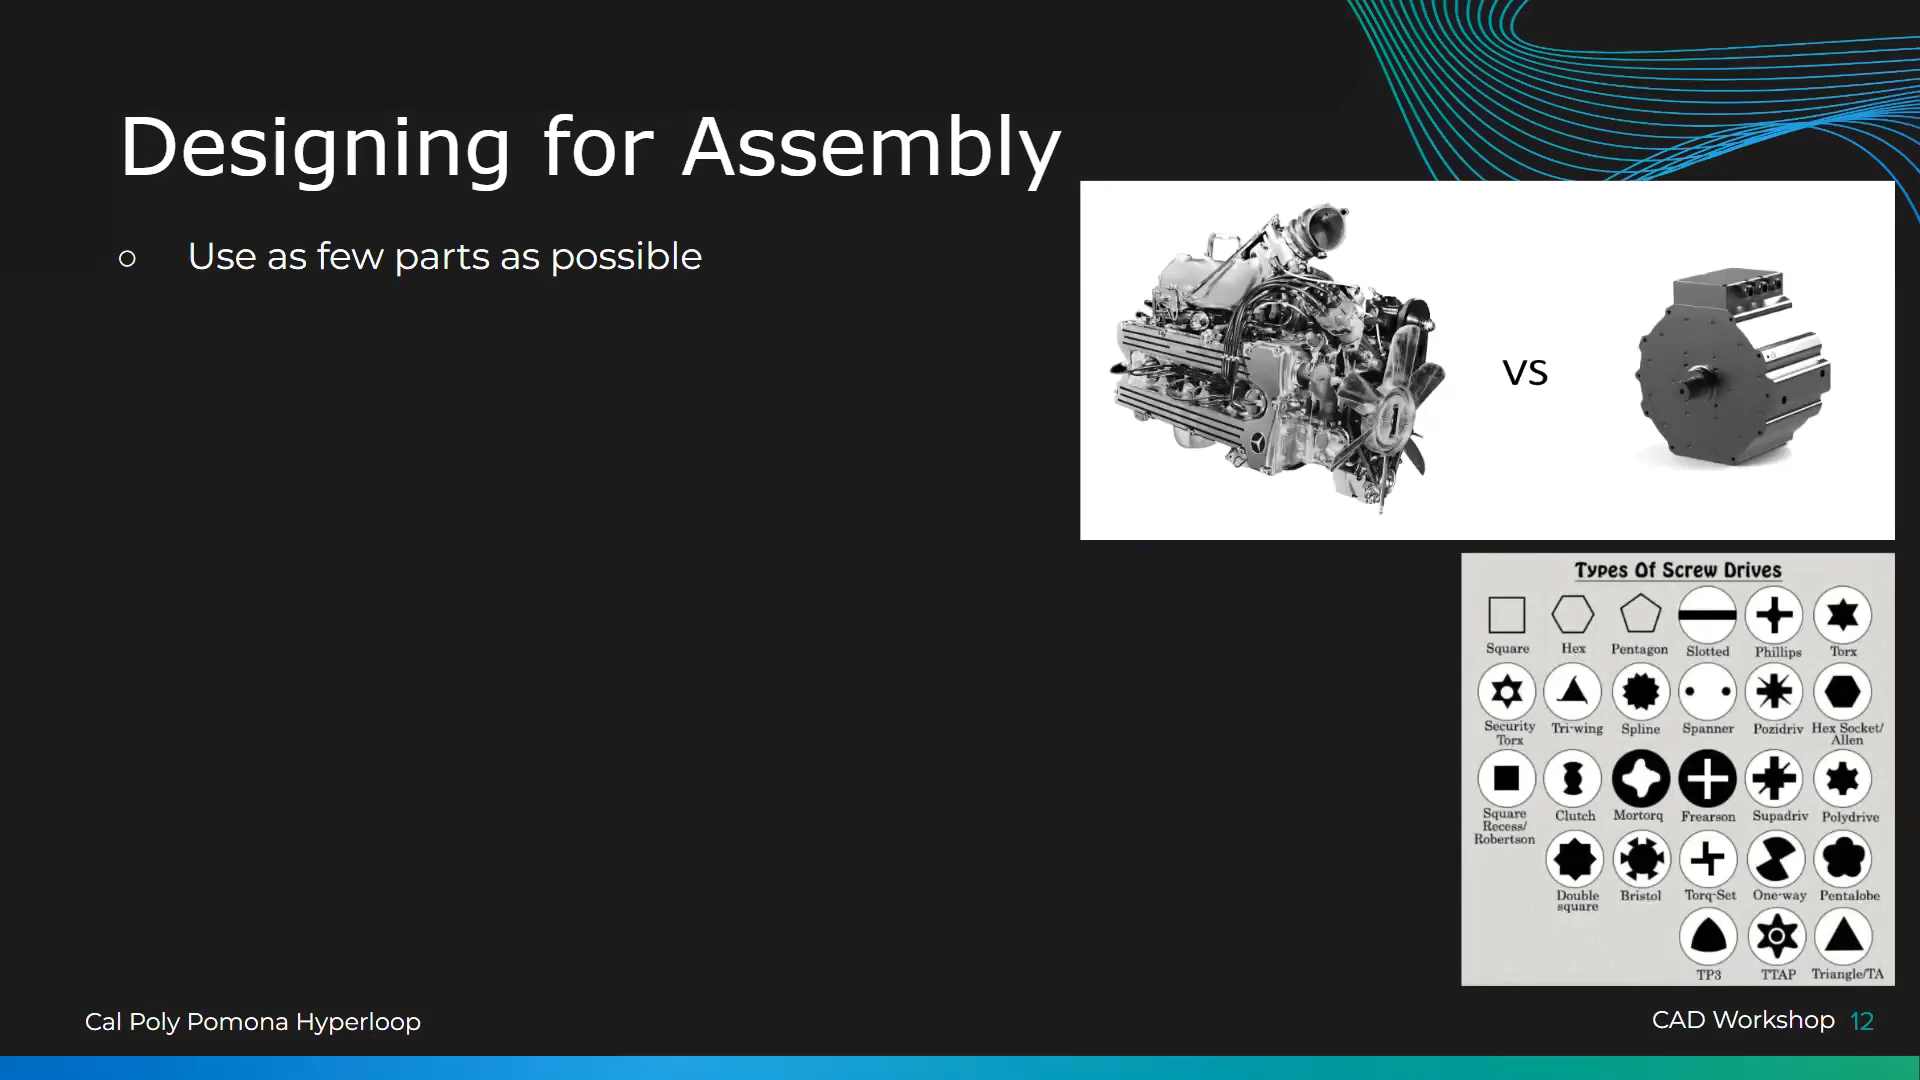 Designing for Assembly
○ Use as few parts as possible
vs
Types Of Screw Drives
Square Hex Pentagon Slotted Phillips Torx
Security Torx Tri-wing Spline Spanner Pozidriv Hex Socket/ Allen
Square Recess/ Robertson Clutch Mortorq Frearson Supadriv Polydrive
Double square Bristol Torq-Set One-way Pentalobe
TP3 TTAP Triangle/TA
Cal Poly Pomona Hyperloop
CAD Workshop 12